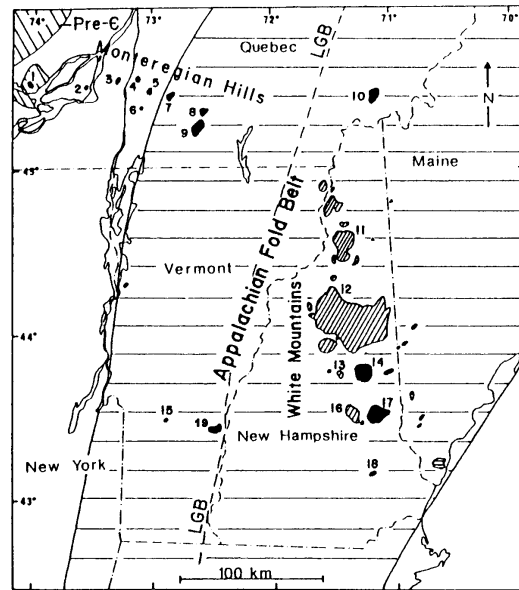 74° 73° 72° 71° 70°
Pre-Є
Quebec
LGB
Monteregian Hills
1
2
3
4
5
6
7
8
9
10
N
45°
Maine
11
Vermont
Appalachian Fold Belt
White Mountains
12
44°
13
14
15
16
17
19
New Hampshire
New York
18
43°
LGB
100 km